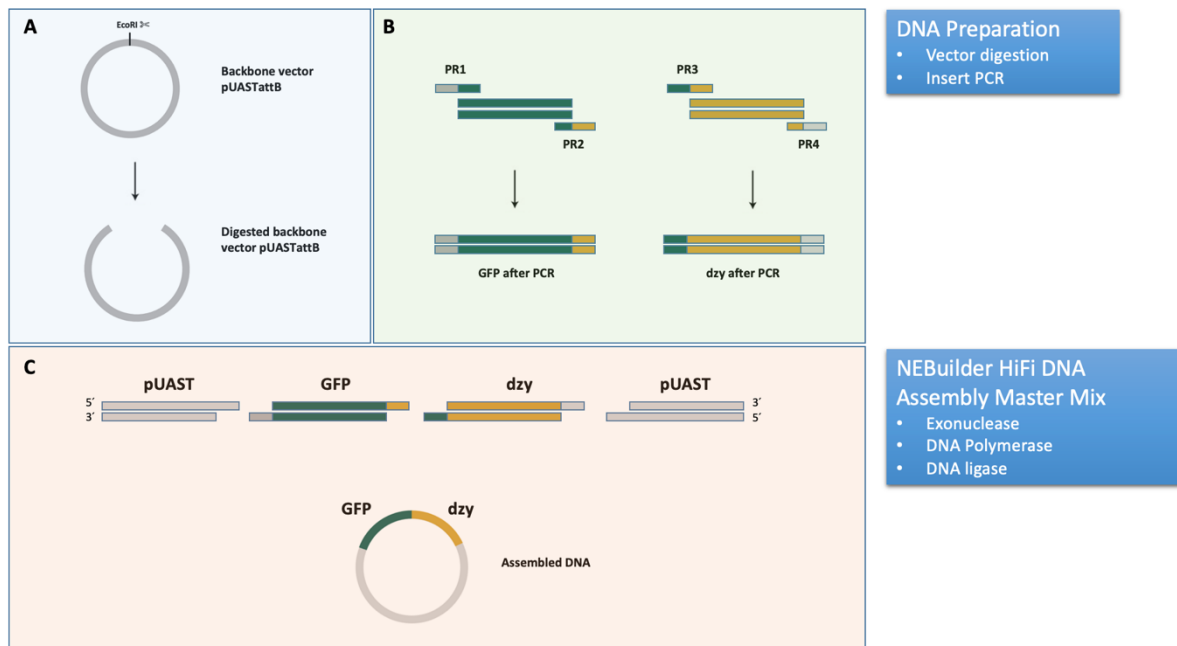 A
EcoRI
Backbone vector
pUASTattB
Digested backbone
vector pUASTattB
B
PR1
PR2
GFP after PCR
PR3
PR4
dzy after PCR
DNA Preparation
• Vector digestion
• Insert PCR
C
pUAST
GFP
dzy
pUAST
5´
3´
3´
5´
GFP
dzy
Assembled DNA
NEBuilder HiFi DNA
Assembly Master Mix
• Exonuclease
• DNA Polymerase
• DNA ligase